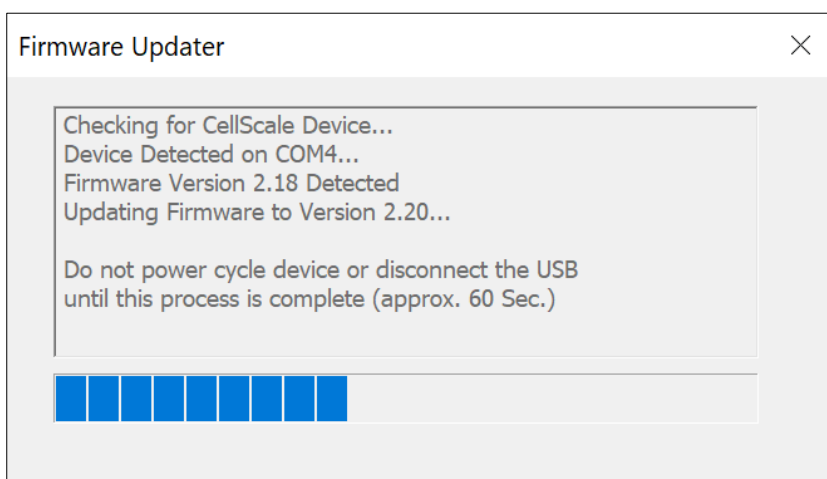 Firmware Updater
Checking for CellScale Device...
Device Detected on COM4...
Firmware Version 2.18 Detected
Updating Firmware to Version 2.20...
Do not power cycle device or disconnect the USB
until this process is complete (approx. 60 Sec.)